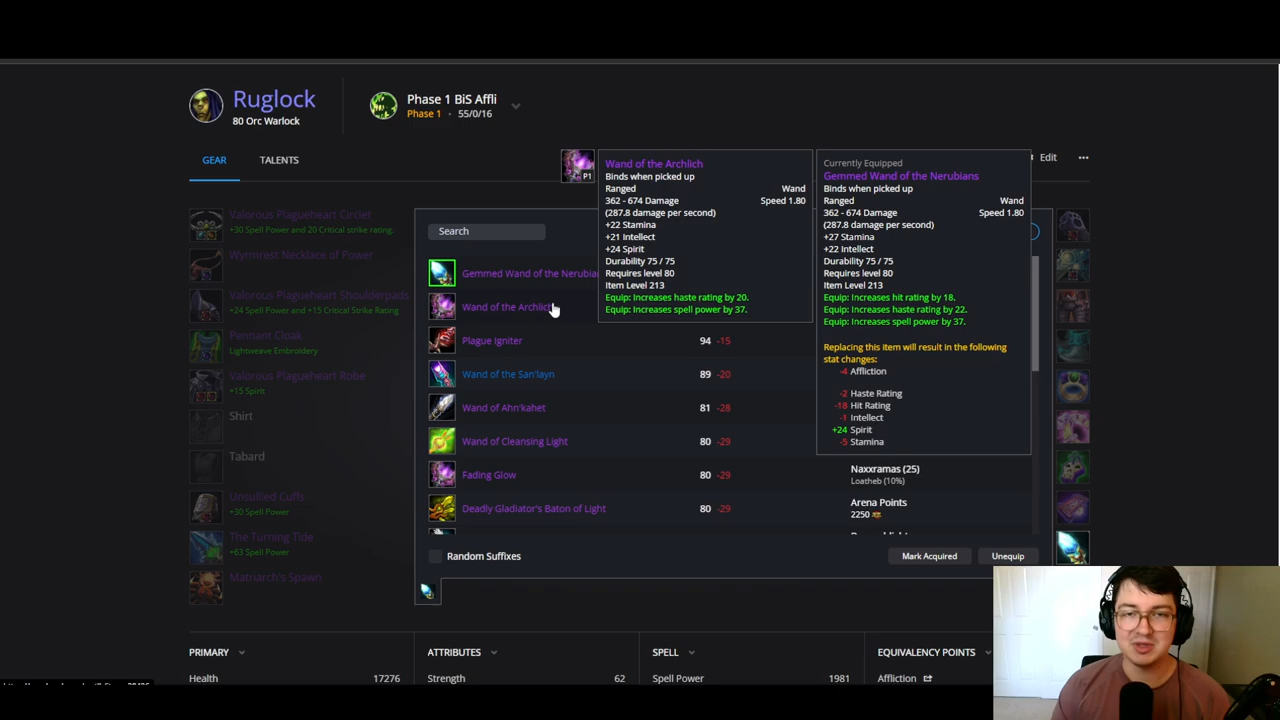 Ruglock
80 Orc Warlock
Phase 1 BiS Affli
Phase 1 · 55/0/16
GEAR
TALENTS
Edit
Valorous Plagueheart Circlet
+30 Spell Power and 20 Critical strike rating.
Wyrmrest Necklace of Power
Valorous Plagueheart Shoulderpads
+24 Spell Power and +15 Critical Strike Rating
Pennant Cloak
Lightweave Embroidery
Valorous Plagueheart Robe
+15 Spirit
Shirt
Tabard
Unsullied Cuffs
+30 Spell Power
The Turning Tide
+63 Spell Power
Matriarch's Spawn
Search
Gemmed Wand of the Nerubian
Wand of the Archlich
Plague Igniter
94 -15
Wand of the San'layn
89 -20
Wand of Ahn'kahet
81 -28
Wand of Cleansing Light
80 -29
Fading Glow
80 -29
Naxxramas (25)
Loatheb (10%)
Deadly Gladiator's Baton of Light
80 -29
Arena Points
2250
Random Suffixes
Mark Acquired
Unequip
P1
Wand of the Archlich
Binds when picked up
Ranged Wand
362 - 674 Damage Speed 1.80
(287.8 damage per second)
+22 Stamina
+21 Intellect
+24 Spirit
Durability 75 / 75
Requires level 80
Item Level 213
Equip: Increases haste rating by 20.
Equip: Increases spell power by 37.
Currently Equipped
Gemmed Wand of the Nerubians
Binds when picked up
Ranged Wand
362 - 674 Damage Speed 1.80
(287.8 damage per second)
+27 Stamina
+22 Intellect
Durability 75 / 75
Requires level 80
Item Level 213
Equip: Increases hit rating by 18.
Equip: Increases haste rating by 22.
Equip: Increases spell power by 37.
Replacing this item will result in the following
stat changes:
-4 Affliction
-2 Haste Rating
-18 Hit Rating
-1 Intellect
+24 Spirit
-5 Stamina
PRIMARY
Health 17276
ATTRIBUTES
Strength 62
SPELL
Spell Power 1981
EQUIVALENCY POINTS
Affliction